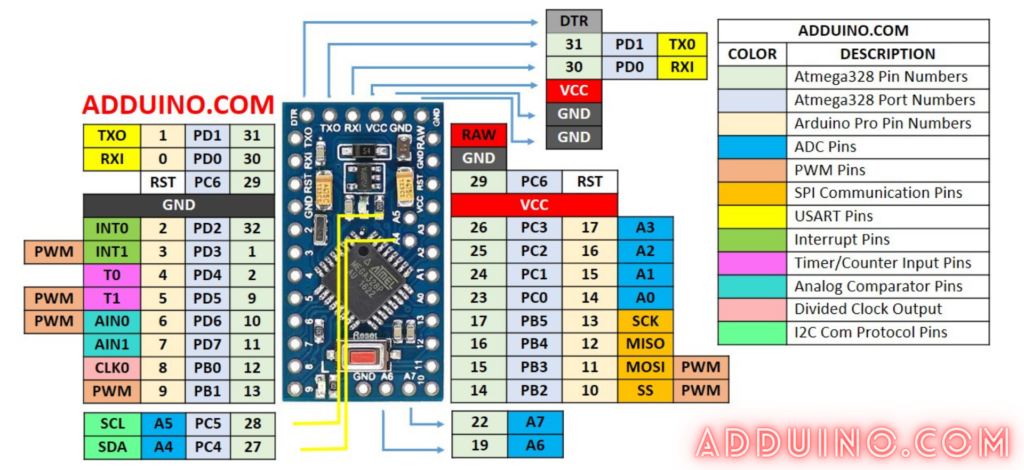 DTR
31 PD1 TX0
30 PD0 RXI
VCC
GND
GND
ADDUINO.COM
COLOR DESCRIPTION
Atmega328 Pin Numbers
Atmega328 Port Numbers
Arduino Pro Pin Numbers
ADC Pins
PWM Pins
SPI Communication Pins
USART Pins
Interrupt Pins
Timer/Counter Input Pins
Analog Comparator Pins
Divided Clock Output
I2C Com Protocol Pins
ADDUINO.COM
TXO 1 PD1 31
RXI 0 PD0 30
RST PC6 29
GND
INT0 2 PD2 32
PWM INT1 3 PD3 1
T0 4 PD4 2
PWM T1 5 PD5 9
PWM AIN0 6 PD6 10
AIN1 7 PD7 11
CLK0 8 PB0 12
PWM 9 PB1 13
SCL A5 PC5 28
SDA A4 PC4 27
DTR TXO RXI VCC GND GND
TXO
RXI
RST
GND
2
3
4
5
6
7
8
9
RAW
GND
RST
VCC
A5
A4
A3
A2
A1
A0
13
12
11
10
ATMEL
Reset
GND A6 A7
RAW
GND
29 PC6 RST
VCC
26 PC3 17 A3
25 PC2 16 A2
24 PC1 15 A1
23 PC0 14 A0
17 PB5 13 SCK
16 PB4 12 MISO
15 PB3 11 MOSI PWM
14 PB2 10 SS PWM
22 A7
19 A6
ADDUINO.COM